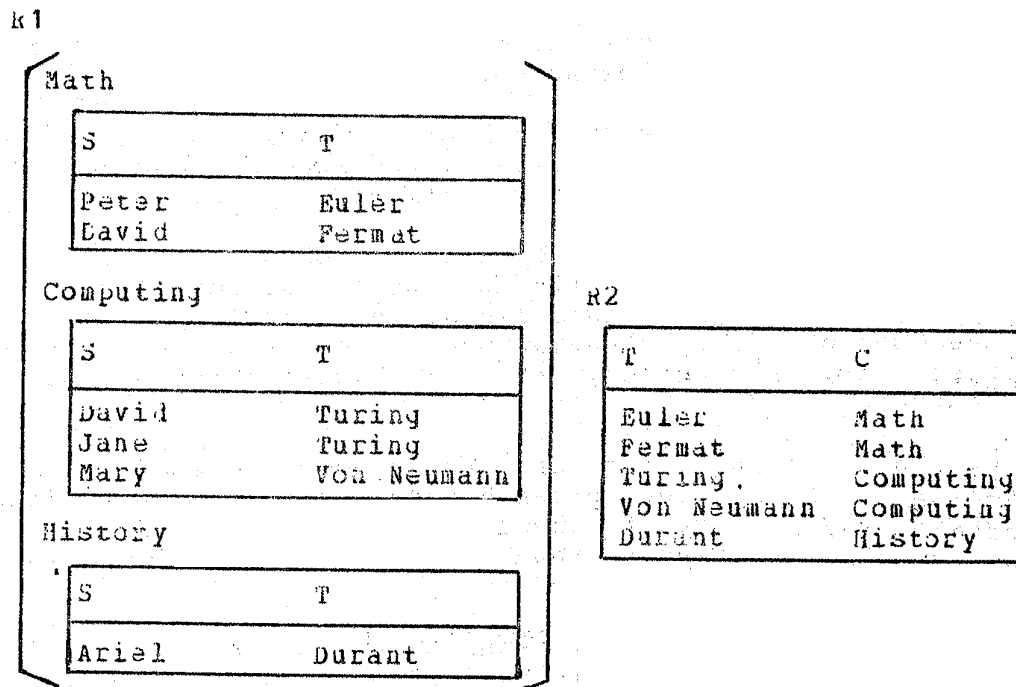 R1
Math
S T
Peter Euler
David Fermat
Computing
S T
David Turing
Jane Turing
Mary Von Neumann
History
S T
Ariel Durant
R2
T C
Euler Math
Fermat Math
Turing Computing
Von Neumann Computing
Durant History